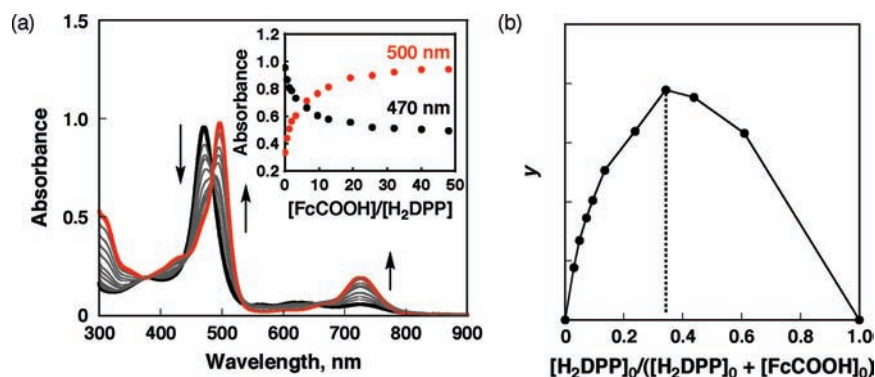 (a)
1.5
1.0
0.5
0
Absorbance
300 400 500 600 700 800 900
Wavelength, nm
1.2
1.0
0.8
0.6
0.4
0.2
Absorbance
500 nm
470 nm
0 10 20 30 40 50
[FcCOOH]/[H₂DPP]
(b)
y
0 0.2 0.4 0.6 0.8 1.0
[H₂DPP]₀/([H₂DPP]₀ + [FcCOOH]₀)